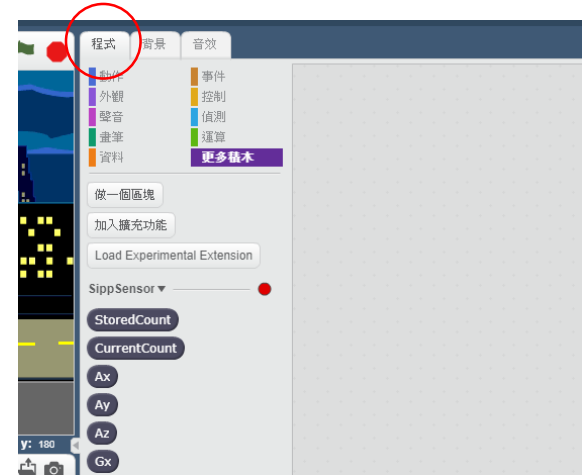 程式 背景 音效
動作 事件
外觀 控制
聲音 偵測
畫筆 運算
資料 更多積木
做一個區塊
加入擴充功能
Load Experimental Extension
SippSensor ▾
StoredCount
CurrentCount
Ax
Ay
Az
y: 180
Gx